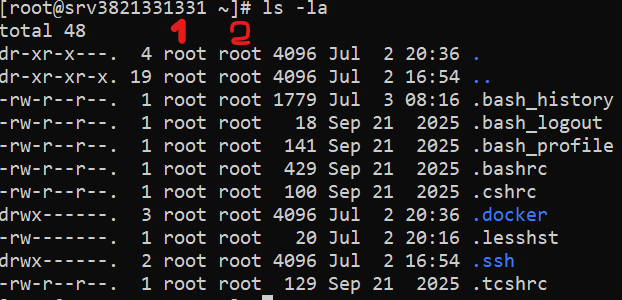 [root@srv3821331331 ~]# ls -la
total 48 1 2
dr-xr-x---. 4 root root 4096 Jul 2 20:36 .
dr-xr-xr-x. 19 root root 4096 Jul 2 16:54 ..
-rw-r--r--. 1 root root 1779 Jul 3 08:16 .bash_history
-rw-r--r--. 1 root root 18 Sep 21 2025 .bash_logout
-rw-r--r--. 1 root root 141 Sep 21 2025 .bash_profile
-rw-r--r--. 1 root root 429 Sep 21 2025 .bashrc
-rw-r--r--. 1 root root 100 Sep 21 2025 .cshrc
drwx------. 3 root root 4096 Jul 2 20:36 .docker
-rw-------. 1 root root 20 Jul 2 20:16 .lesshst
drwx------. 2 root root 4096 Jul 2 16:54 .ssh
-rw-r--r--. 1 root root 129 Sep 21 2025 .tcshrc